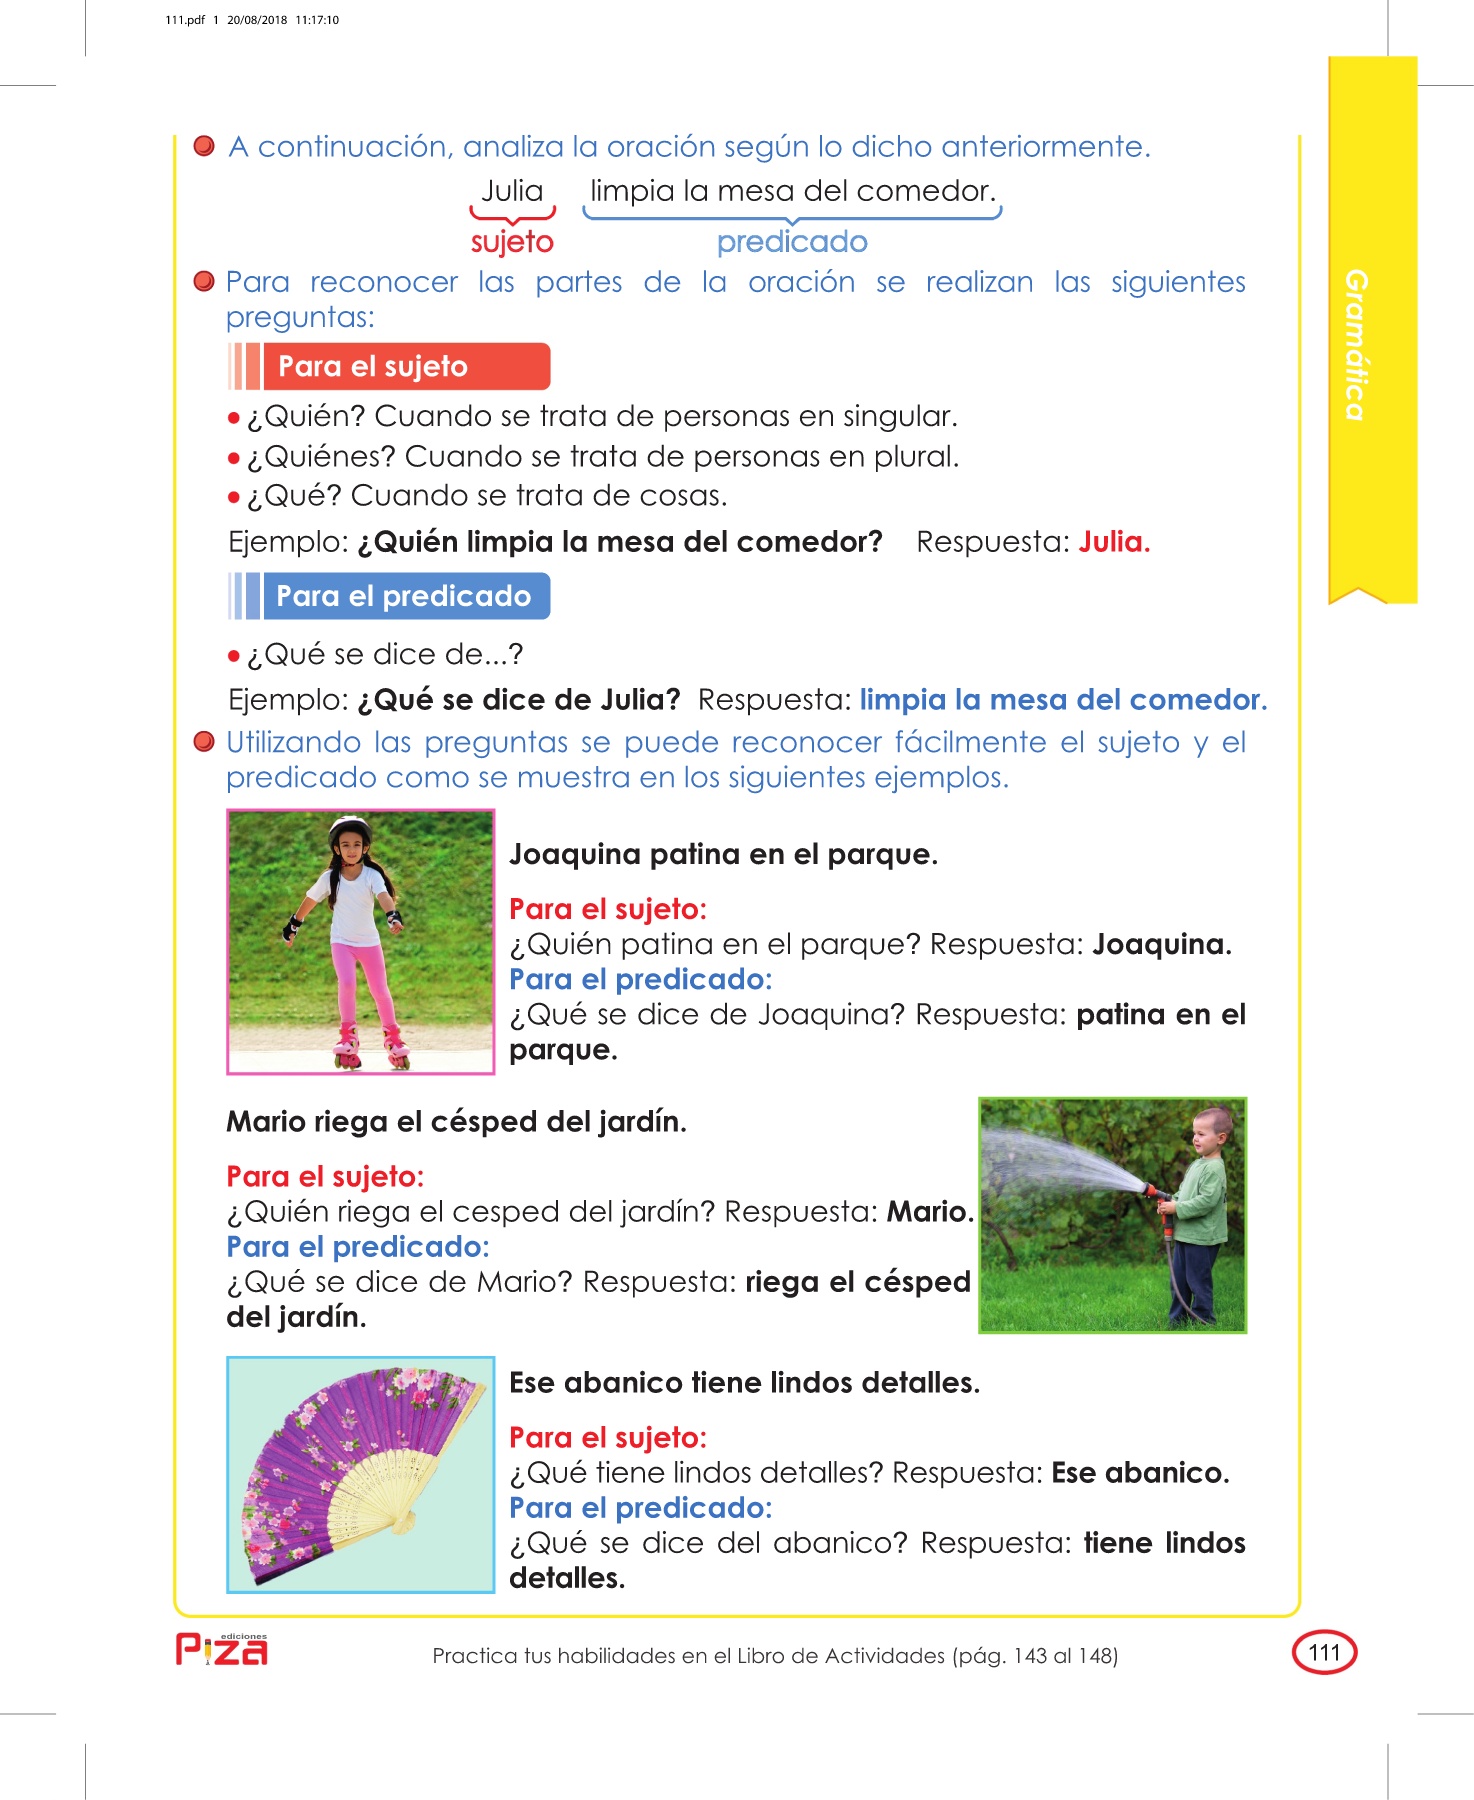 111.pdf 1 20/08/2018 11:17:10
A continuación, analiza la oración según lo dicho anteriormente.
Julia limpia la mesa del comedor.
sujeto predicado
Para reconocer las partes de la oración se realizan las siguientes
preguntas:
Para el sujeto
• ¿Quién? Cuando se trata de personas en singular.
• ¿Quiénes? Cuando se trata de personas en plural.
• ¿Qué? Cuando se trata de cosas.
Ejemplo: ¿Quién limpia la mesa del comedor? Respuesta: Julia.
Para el predicado
• ¿Qué se dice de...?
Ejemplo: ¿Qué se dice de Julia? Respuesta: limpia la mesa del comedor.
Utilizando las preguntas se puede reconocer fácilmente el sujeto y el
predicado como se muestra en los siguientes ejemplos.
Joaquina patina en el parque.
Para el sujeto:
¿Quién patina en el parque? Respuesta: Joaquina.
Para el predicado:
¿Qué se dice de Joaquina? Respuesta: patina en el
parque.
Mario riega el césped del jardín.
Para el sujeto:
¿Quién riega el cesped del jardín? Respuesta: Mario.
Para el predicado:
¿Qué se dice de Mario? Respuesta: riega el césped
del jardín.
Ese abanico tiene lindos detalles.
Para el sujeto:
¿Qué tiene lindos detalles? Respuesta: Ese abanico.
Para el predicado:
¿Qué se dice del abanico? Respuesta: tiene lindos
detalles.
Gramática
ediciones
Piza
Practica tus habilidades en el Libro de Actividades (pág. 143 al 148)
111